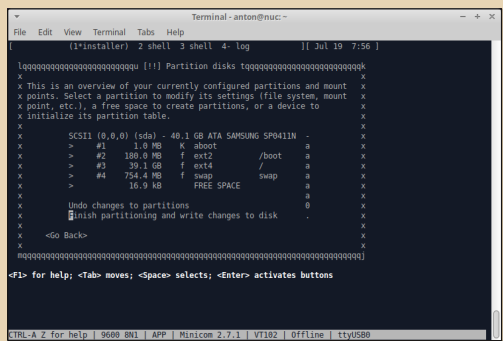 Terminal - anton@nuc: ~
File Edit View Terminal Tabs Help
[ (1*installer) 2 shell 3 shell 4- log ][ Jul 19 7:56 ]
lqqqqqqqqqqqqqqqqqqqqqqqqu [!!] Partition disks tqqqqqqqqqqqqqqqqqqqqqqqqqk
x x
x This is an overview of your currently configured partitions and mount x
x points. Select a partition to modify its settings (file system, mount x
x point, etc.), a free space to create partitions, or a device to x
x initialize its partition table. x
x x
x SCSI1 (0,0,0) (sda) - 40.1 GB ATA SAMSUNG SP0411N - x
x > #1 1.0 MB K aboot a x
x > #2 180.0 MB f ext2 /boot a x
x > #3 39.1 GB f ext4 / a x
x > #4 754.4 MB f swap swap a x
x > 16.9 kB FREE SPACE a x
x a x
x Undo changes to partitions 0 x
x Finish partitioning and write changes to disk . x
x x
x <Go Back> x
x x
mqqqqqqqqqqqqqqqqqqqqqqqqqqqqqqqqqqqqqqqqqqqqqqqqqqqqqqqqqqqqqqqqqqqqqqqj
<F1> for help; <Tab> moves; <Space> selects; <Enter> activates buttons
CTRL-A Z for help | 9600 8N1 | APP | Minicom 2.7.1 | VT102 | Offline | ttyUSB0